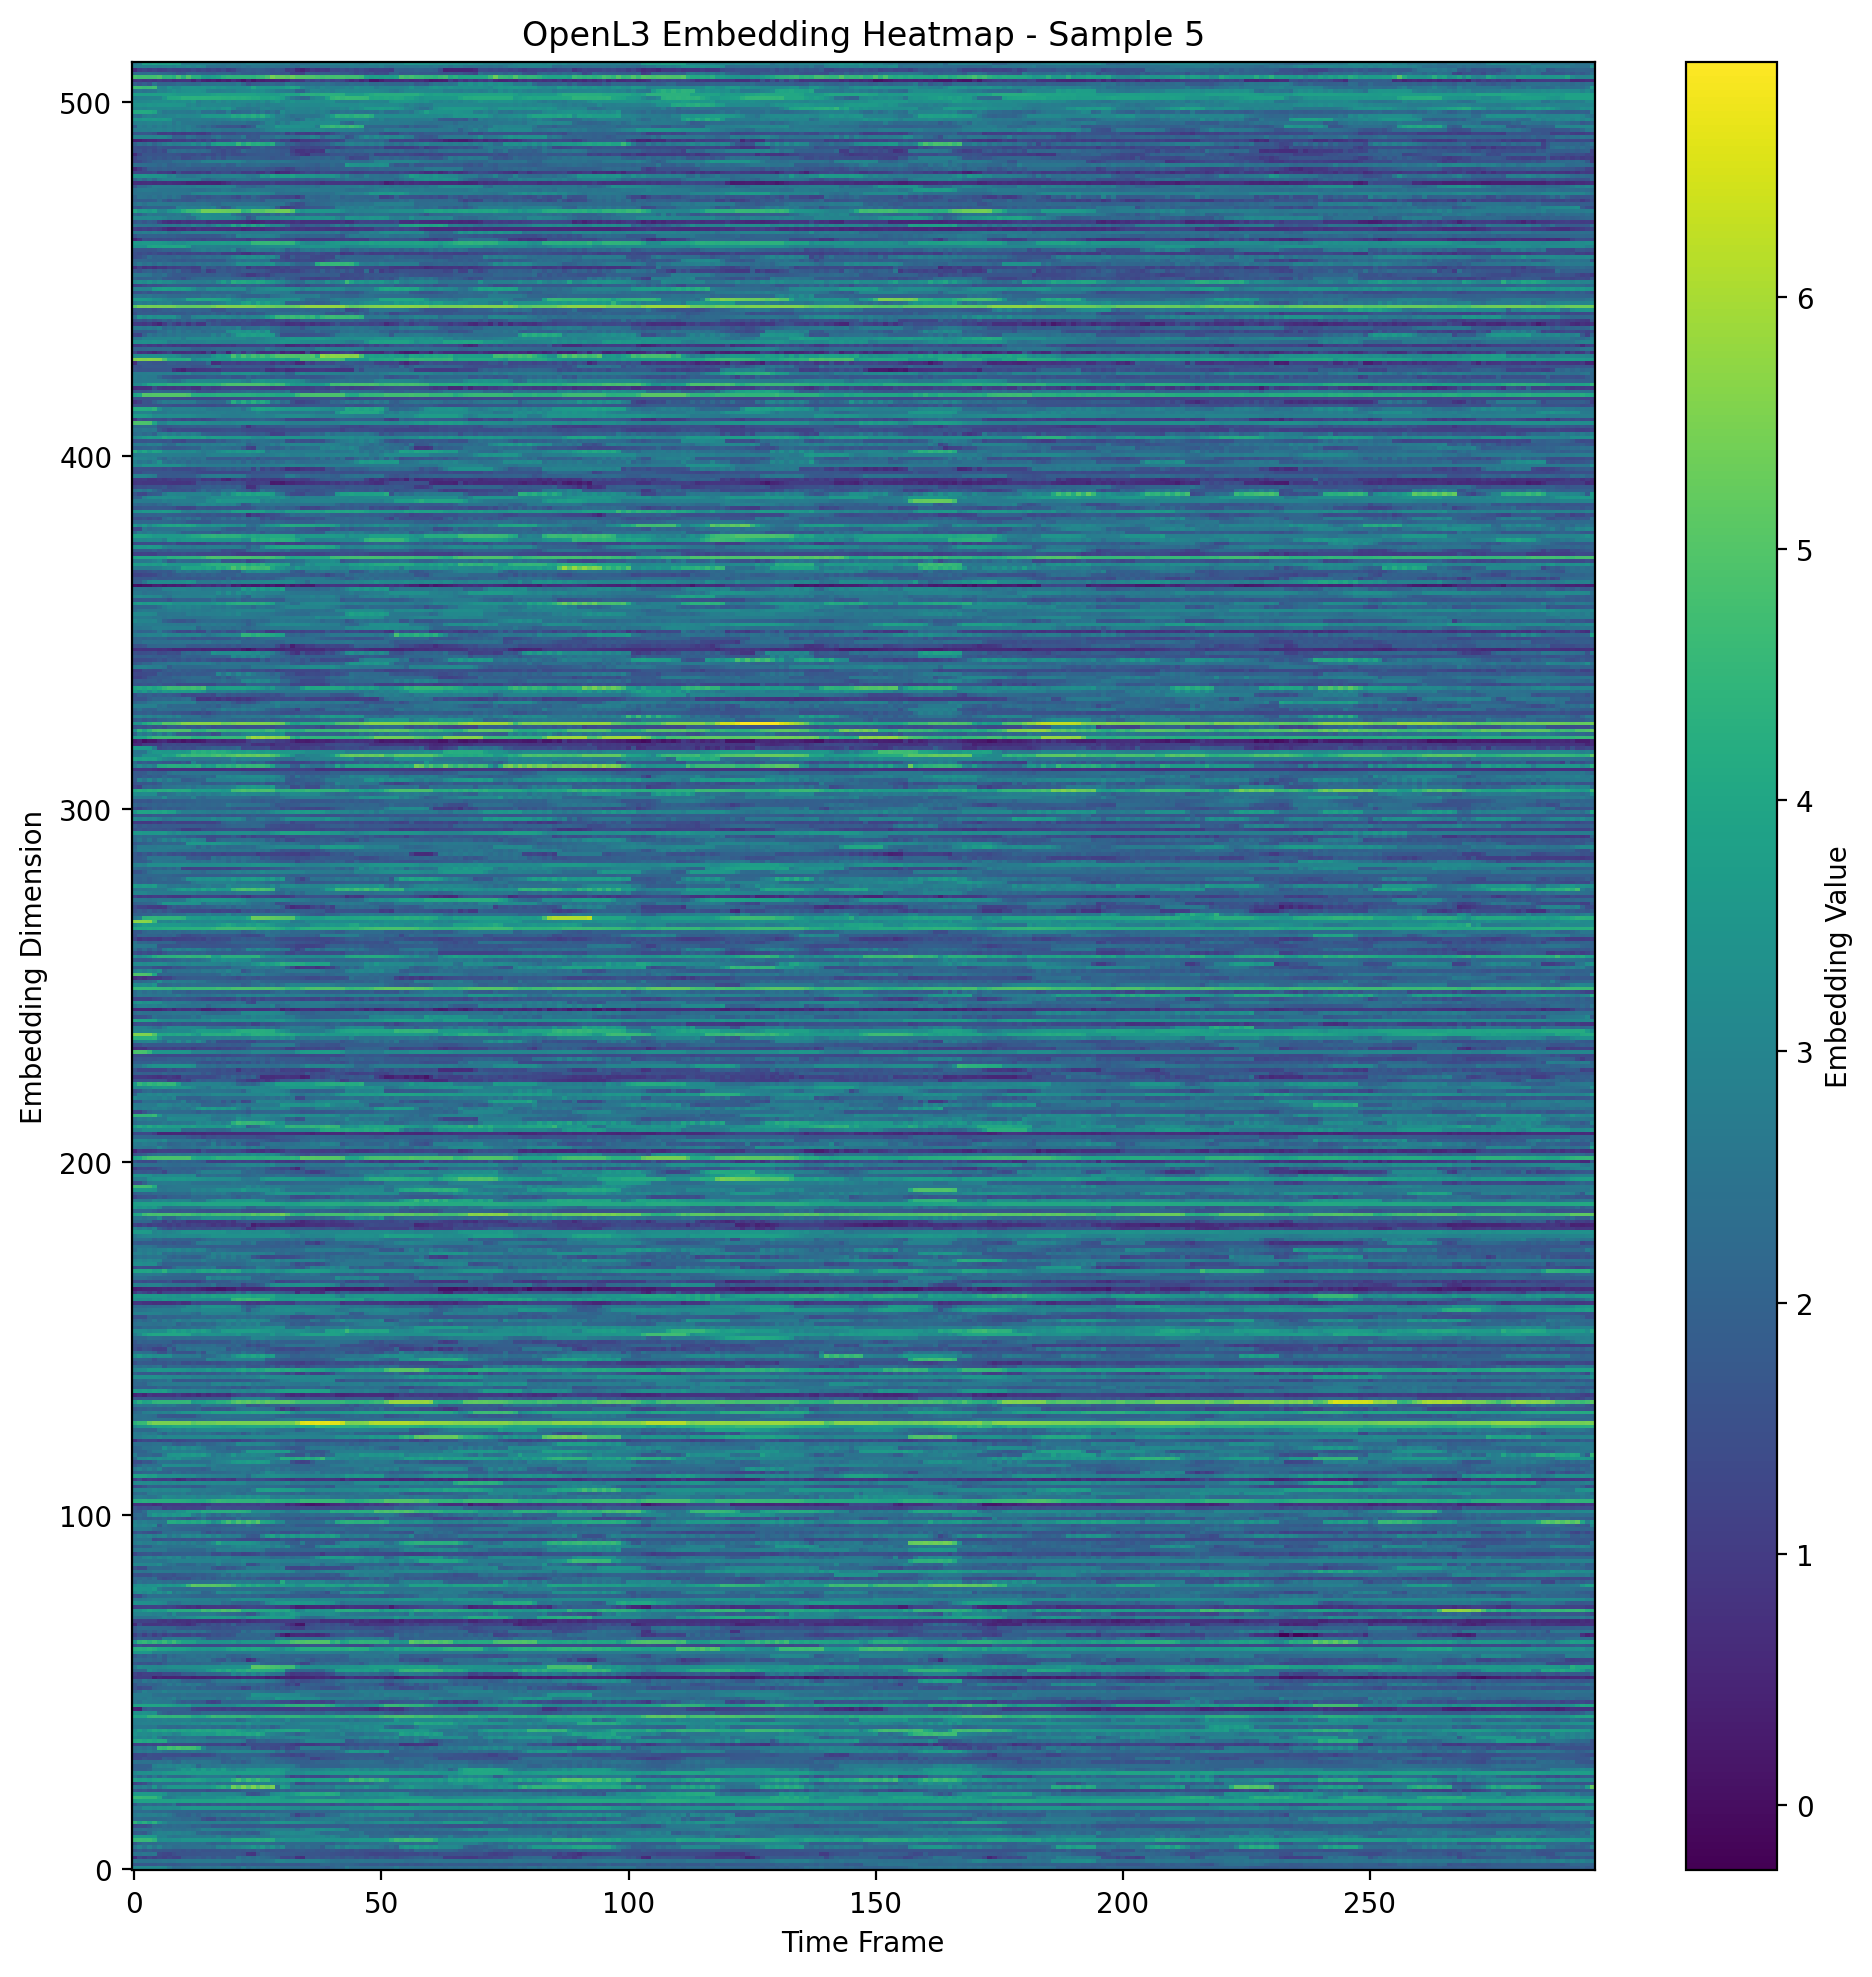 OpenL3 Embedding Heatmap - Sample 5
500
400
300
200
100
0
Embedding Dimension
0 50 100 150 200 250
Time Frame
6
5
4
3
2
1
0
Embedding Value